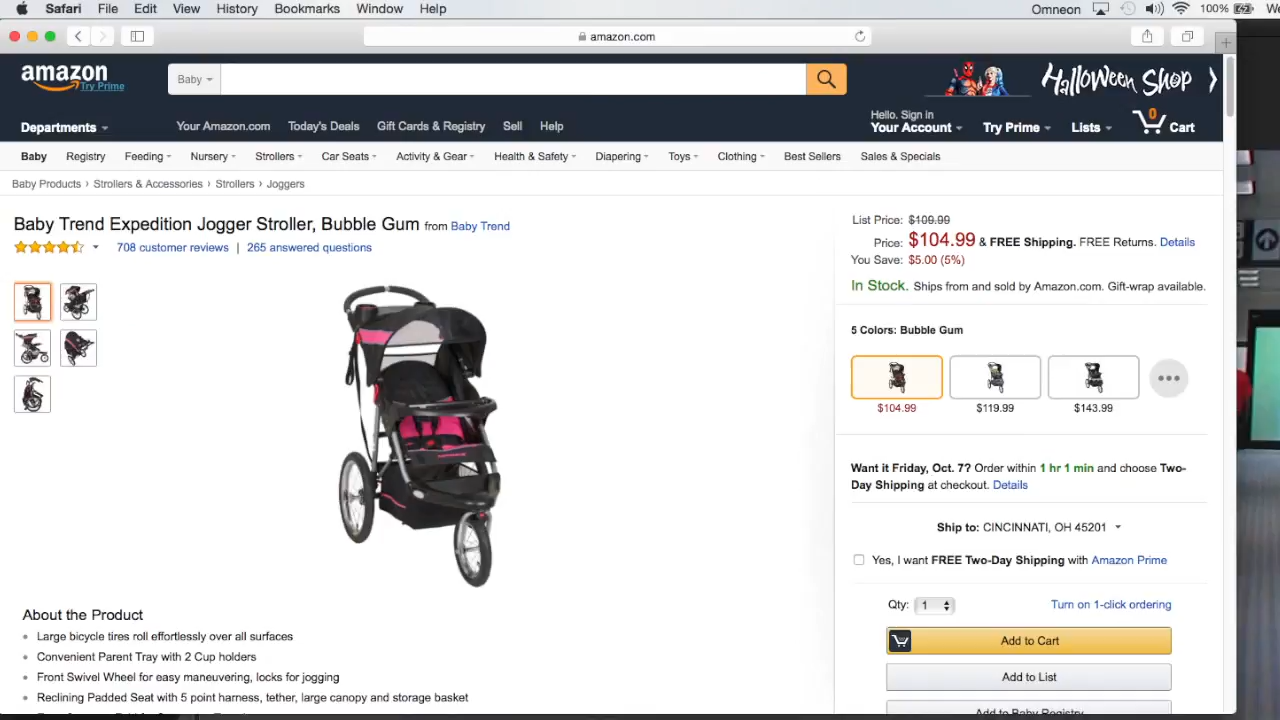 Safari File Edit View History Bookmarks Window Help Omneon 100% We
amazon.com
amazon Try Prime
Baby
Halloween Shop
Departments Your Amazon.com Today's Deals Gift Cards & Registry Sell Help
Hello. Sign in
Your Account Try Prime Lists 0 Cart
Baby Registry Feeding Nursery Strollers Car Seats Activity & Gear Health & Safety Diapering Toys Clothing Best Sellers Sales & Specials
Baby Products › Strollers & Accessories › Strollers › Joggers
Baby Trend Expedition Jogger Stroller, Bubble Gum from Baby Trend
708 customer reviews | 265 answered questions
About the Product
• Large bicycle tires roll effortlessly over all surfaces
• Convenient Parent Tray with 2 Cup holders
• Front Swivel Wheel for easy maneuvering, locks for jogging
• Reclining Padded Seat with 5 point harness, tether, large canopy and storage basket
List Price: $109.99
Price: $104.99 & FREE Shipping. FREE Returns. Details
You Save: $5.00 (5%)
In Stock. Ships from and sold by Amazon.com. Gift-wrap available.
5 Colors: Bubble Gum
$104.99 $119.99 $143.99
Want it Friday, Oct. 7? Order within 1 hr 1 min and choose Two-
Day Shipping at checkout. Details
Ship to: CINCINNATI, OH 45201
Yes, I want FREE Two-Day Shipping with Amazon Prime
Qty: 1 Turn on 1-click ordering
Add to Cart
Add to List
Add to Baby Registry